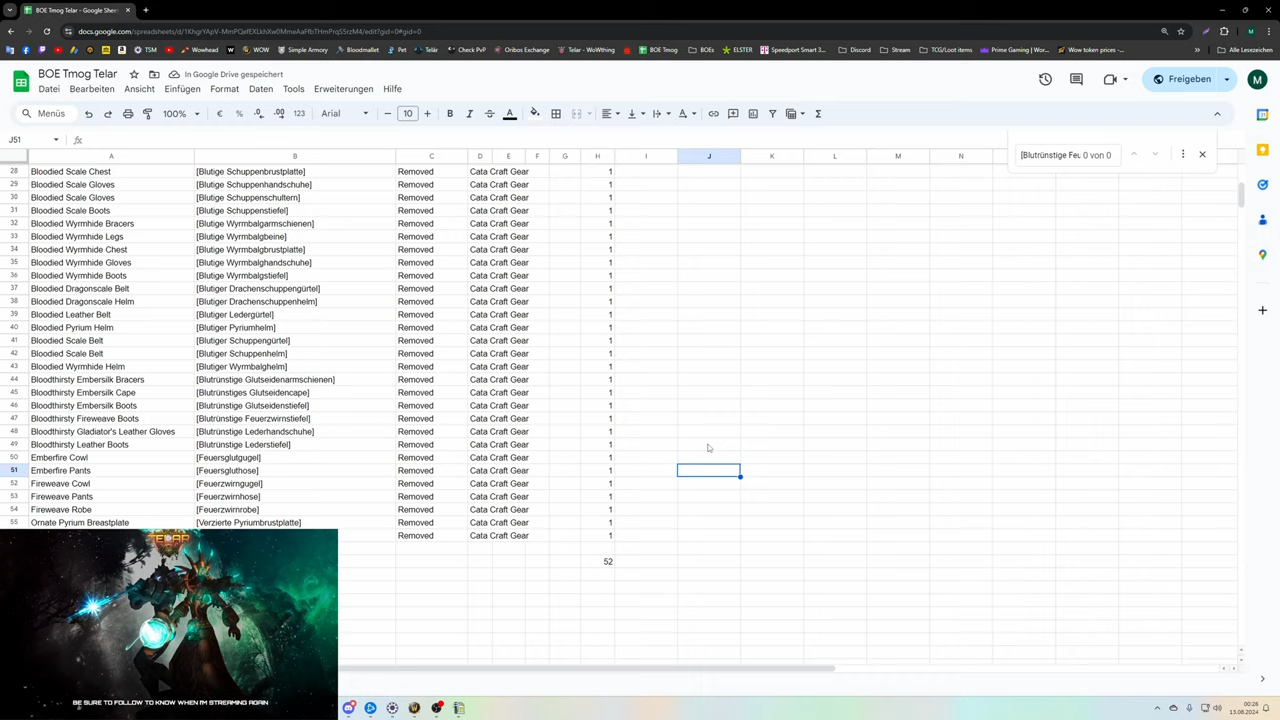 BOE Tmog Telar - Google Sheet
docs.google.com/spreadsheets/d/1KhgrYApV-MmPQefEXLkhXw0MmeAaFfbTHmPrqS5rzM4/edit?gid=0#gid=0
TSM Wowhead WOW Simple Armory Bloodmallet Pet Telár Check PvP Oribos Exchange Telar - WoWthing BOE Tmog BOEs ELSTER Speedport Smart 3... Discord Stream TCG/Loot items Prime Gaming | Wow... Wow token prices -... Alle Lesezeichen
BOE Tmog Telar In Google Drive gespeichert
Datei Bearbeiten Ansicht Einfügen Format Daten Tools Erweiterungen Hilfe
Freigeben M
Menüs 100% € % .0 .00 123 Arial 10 B I A
J51 fx
[Blutrünstige Feu 0 von 0
A B C D E F G H I J K L M N
28 Bloodied Scale Chest [Blutige Schuppenbrustplatte] Removed Cata Craft Gear 1
29 Bloodied Scale Gloves [Blutige Schuppenhandschuhe] Removed Cata Craft Gear 1
30 Bloodied Scale Gloves [Blutige Schuppenschultern] Removed Cata Craft Gear 1
31 Bloodied Scale Boots [Blutige Schuppenstiefel] Removed Cata Craft Gear 1
32 Bloodied Wyrmhide Bracers [Blutige Wyrmbalgarmschienen] Removed Cata Craft Gear 1
33 Bloodied Wyrmhide Legs [Blutige Wyrmbalgbeine] Removed Cata Craft Gear 1
34 Bloodied Wyrmhide Chest [Blutige Wyrmbalgbrustplatte] Removed Cata Craft Gear 1
35 Bloodied Wyrmhide Gloves [Blutige Wyrmbalghandschuhe] Removed Cata Craft Gear 1
36 Bloodied Wyrmhide Boots [Blutige Wyrmbalgstiefel] Removed Cata Craft Gear 1
37 Bloodied Dragonscale Belt [Blutiger Drachenschuppengürtel] Removed Cata Craft Gear 1
38 Bloodied Dragonscale Helm [Blutiger Drachenschuppenhelm] Removed Cata Craft Gear 1
39 Bloodied Leather Belt [Blutiger Ledergürtel] Removed Cata Craft Gear 1
40 Bloodied Pyrium Helm [Blutiger Pyriumhelm] Removed Cata Craft Gear 1
41 Bloodied Scale Belt [Blutiger Schuppengürtel] Removed Cata Craft Gear 1
42 Bloodied Scale Belt [Blutiger Schuppenhelm] Removed Cata Craft Gear 1
43 Bloodied Wyrmhide Helm [Blutiger Wyrmbalghelm] Removed Cata Craft Gear 1
44 Bloodthirsty Embersilk Bracers [Blutrünstige Glutseidenarmschienen] Removed Cata Craft Gear 1
45 Bloodthirsty Embersilk Cape [Blutrünstiges Glutseidencape] Removed Cata Craft Gear 1
46 Bloodthirsty Embersilk Boots [Blutrünstige Glutseidenstiefel] Removed Cata Craft Gear 1
47 Bloodthirsty Fireweave Boots [Blutrünstige Feuerzwirnstiefel] Removed Cata Craft Gear 1
48 Bloodthirsty Gladiator's Leather Gloves [Blutrünstige Lederhandschuhe] Removed Cata Craft Gear 1
49 Bloodthirsty Leather Boots [Blutrünstige Lederstiefel] Removed Cata Craft Gear 1
50 Emberfire Cowl [Feuersglutgugel] Removed Cata Craft Gear 1
51 Emberfire Pants [Feuersgluthose] Removed Cata Craft Gear 1
52 Fireweave Cowl [Feuerzwirngugel] Removed Cata Craft Gear 1
53 Fireweave Pants [Feuerzwirnhose] Removed Cata Craft Gear 1
54 Fireweave Robe [Feuerzwirnrobe] Removed Cata Craft Gear 1
55 Ornate Pyrium Breastplate [Verzierte Pyriumbrustplatte] Removed Cata Craft Gear 1
Removed Cata Craft Gear 1
52
TELAR
BE SURE TO FOLLOW TO KNOW WHEN I'M STREAMING AGAIN
00:26
13.08.2024